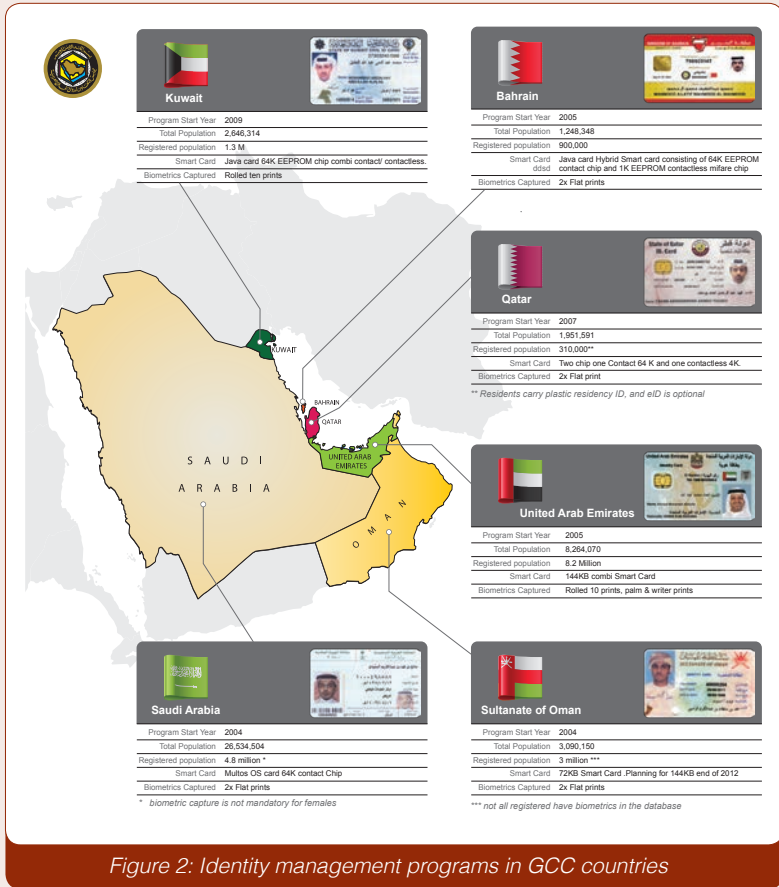 Kuwait
Program Start Year 2009
Total Population 2,646,314
Registered population 1.3 M
Smart Card Java card 64K EEPROM chip combi contact/ contactless.
Biometrics Captured Rolled ten prints
Bahrain
Program Start Year 2005
Total Population 1,248,348
Registered population 900,000
Smart Card Java card Hybrid Smart card consisting of 64K EEPROM
ddsd contact chip and 1K EEPROM contactless mifare chip
Biometrics Captured 2x Flat prints
Qatar
Program Start Year 2007
Total Population 1,951,591
Registered population 310,000**
Smart Card Two chip one Contact 64 K and one contactless 4K.
Biometrics Captured 2x Flat print
** Residents carry plastic residency ID, and eID is optional
KUWAIT
BAHRAIN
QATAR
UNITED ARAB
EMIRATES
SAUDI
ARABIA
OMAN
United Arab Emirates
Program Start Year 2005
Total Population 8,264,070
Registered population 8.2 Million
Smart Card 144KB combi Smart Card
Biometrics Captured Rolled 10 prints, palm & writer prints
Saudi Arabia
Program Start Year 2004
Total Population 26,534,504
Registered population 4.8 million *
Smart Card Multos OS card 64K contact Chip
Biometrics Captured 2x Flat prints
* biometric capture is not mandatory for females
Sultanate of Oman
Program Start Year 2004
Total Population 3,090,150
Registered population 3 million ***
Smart Card 72KB Smart Card .Planning for 144KB end of 2012
Biometrics Captured 2x Flat prints
*** not all registered have biometrics in the database
Figure 2: Identity management programs in GCC countries